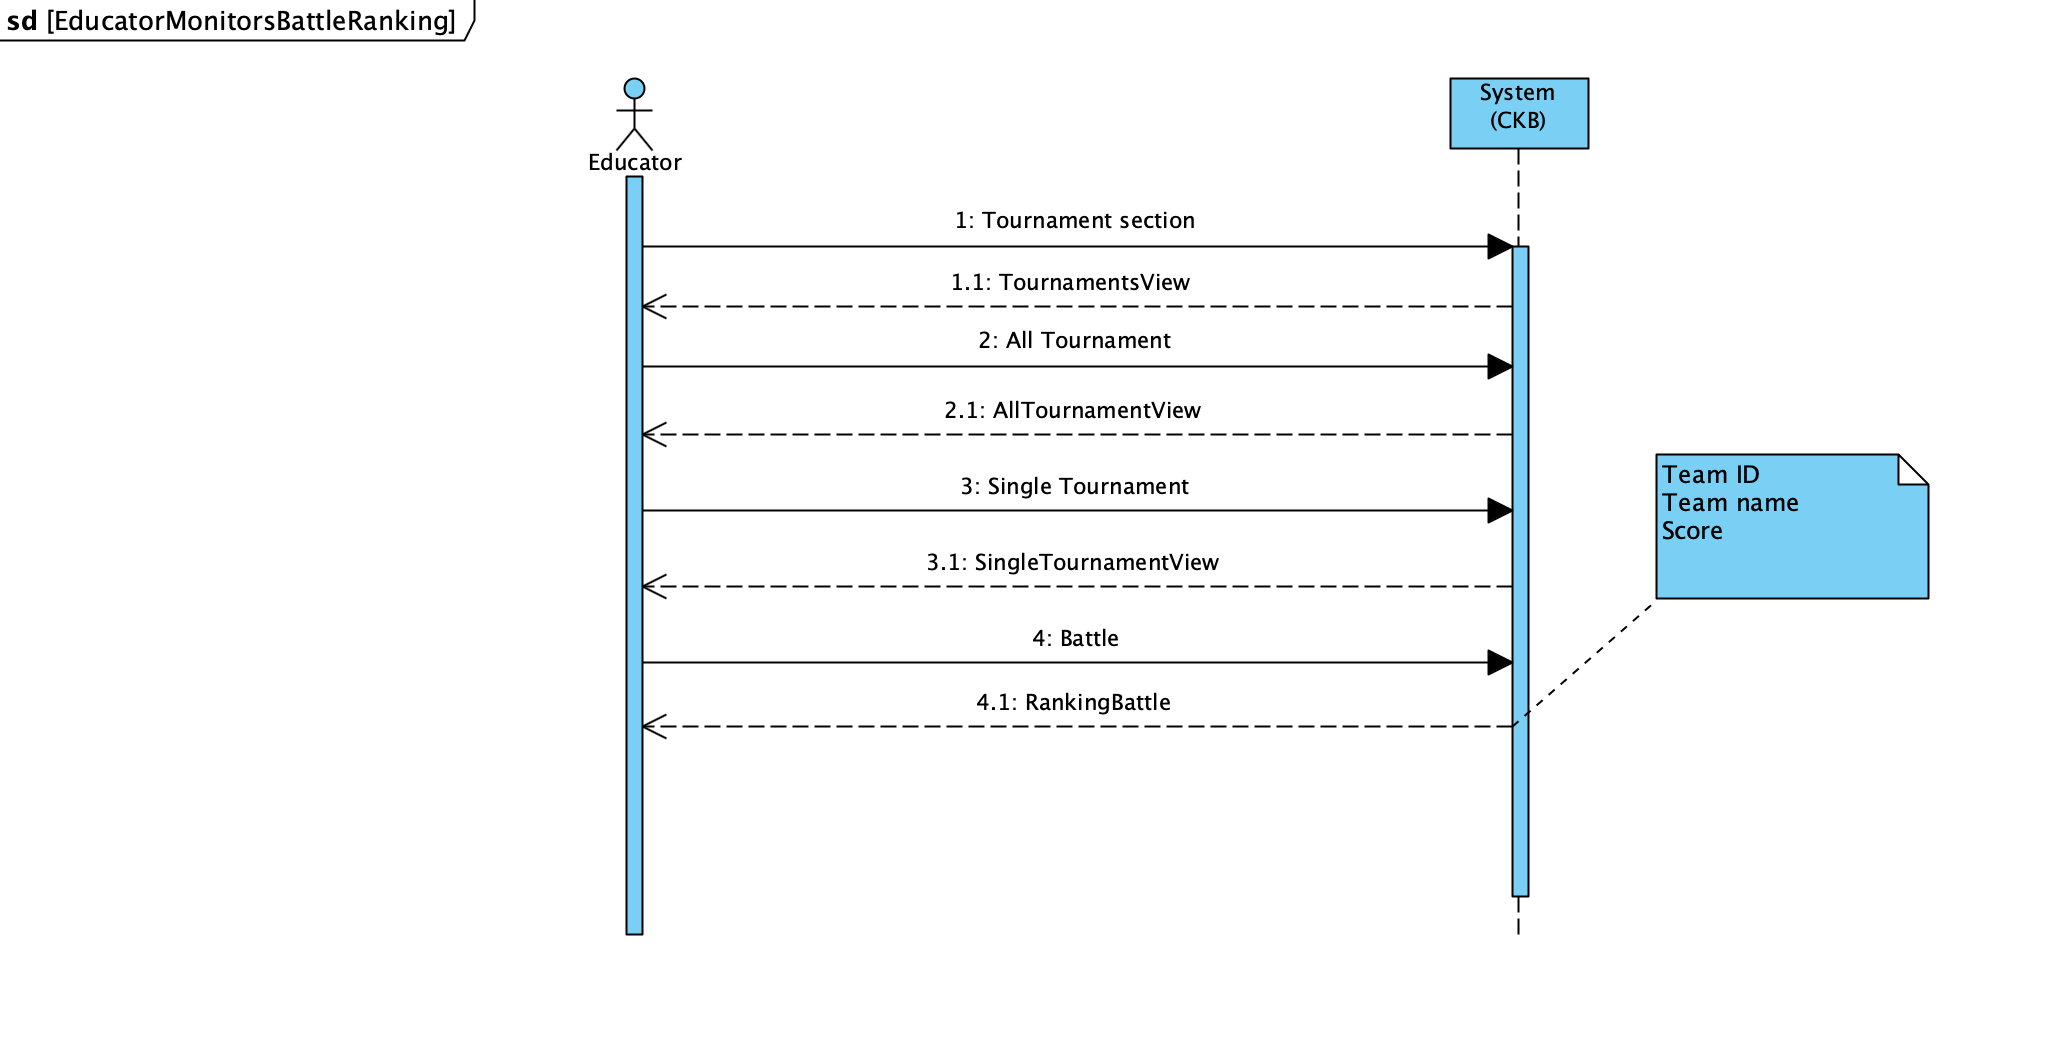 sd [EducatorMonitorsBattleRanking]
System
(CKB)
Educator
1: Tournament section
1.1: TournamentsView
2: All Tournament
2.1: AllTournamentView
Team ID
Team name
Score
3: Single Tournament
3.1: SingleTournamentView
4: Battle
4.1: RankingBattle